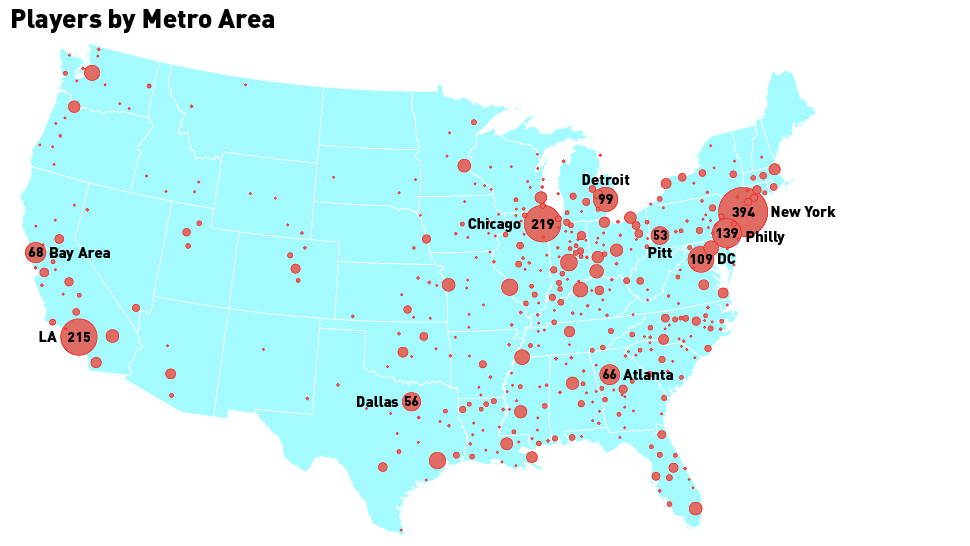 Players by Metro Area
Detroit
99
Chicago 219
394 New York
139 Philly
53
Pitt
109 DC
68 Bay Area
LA 215
66 Atlanta
Dallas 56